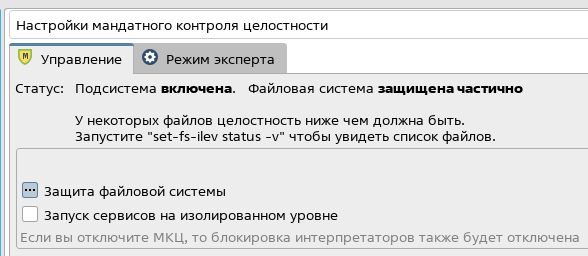 Настройки мандатного контроля целостности
Управление
Режим эксперта
Статус: Подсистема включена. Файловая система защищена частично
У некоторых файлов целостность ниже чем должна быть.
Запустите "set-fs-ilev status -v" чтобы увидеть список файлов.
Защита файловой системы
Запуск сервисов на изолированном уровне
Если вы отключите МКЦ, то блокировка интерпретаторов также будет отключена